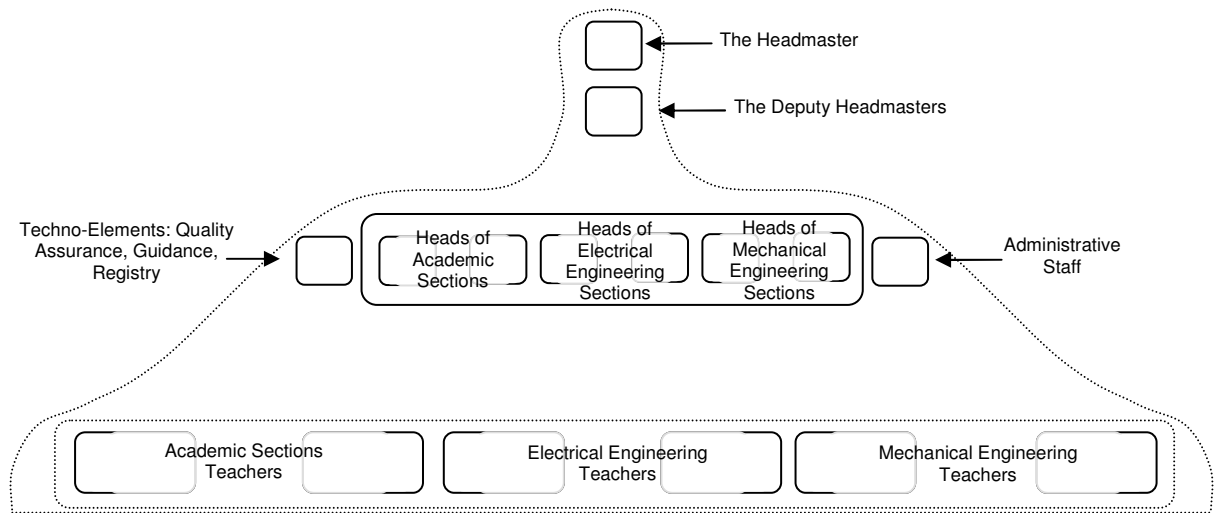 The Headmaster
The Deputy Headmasters
Techno-Elements: Quality
Assurance, Guidance,
Registry
Heads of
Academic
Sections
Heads of
Electrical
Engineering
Sections
Heads of
Mechanical
Engineering
Sections
Administrative
Staff
Academic Sections
Teachers
Electrical Engineering
Teachers
Mechanical Engineering
Teachers